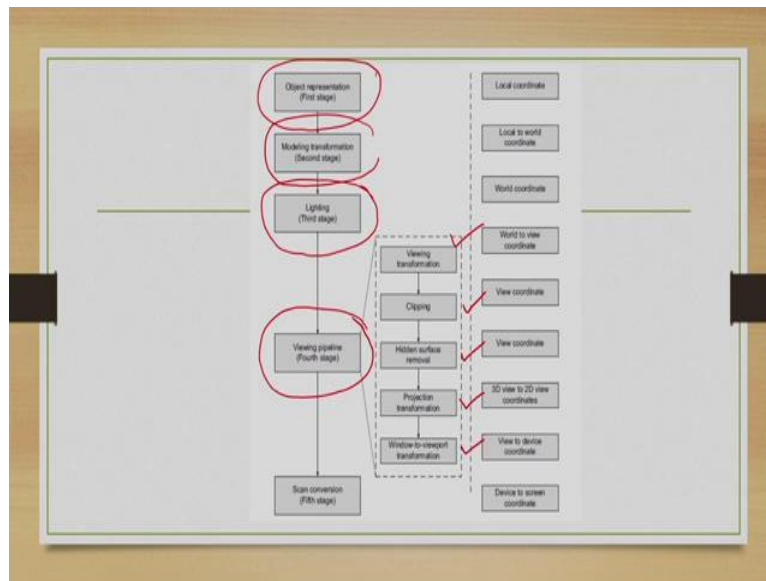 Object representation
(First stage)
Modeling transformation
(Second stage)
Lighting
(Third stage)
Viewing pipeline
(Fourth stage)
Scan conversion
(Fifth stage)
Viewing
transformation
Clipping
Hidden surface
removal
Projection
transformation
Window-to-viewport
transformation
Local coordinate
Local to world
coordinate
World coordinate
World to view
coordinate
View coordinate
View coordinate
3D view to 2D view
coordinates
View to device
coordinate
Device to screen
coordinate